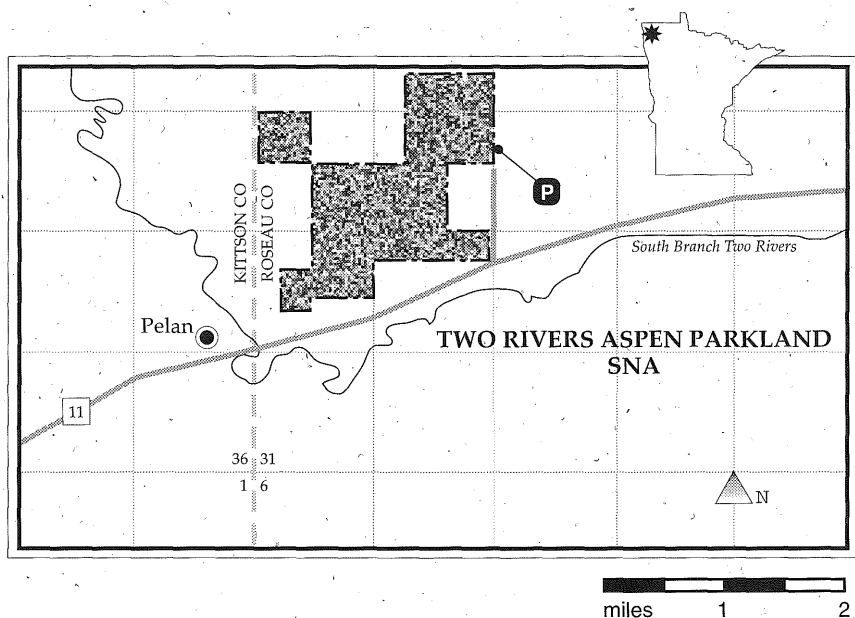 P
KITTSON CO
ROSEAU CO
South Branch Two Rivers
Pelan
TWO RIVERS ASPEN PARKLAND
SNA
11
36 31
1 6
N
miles 1 2